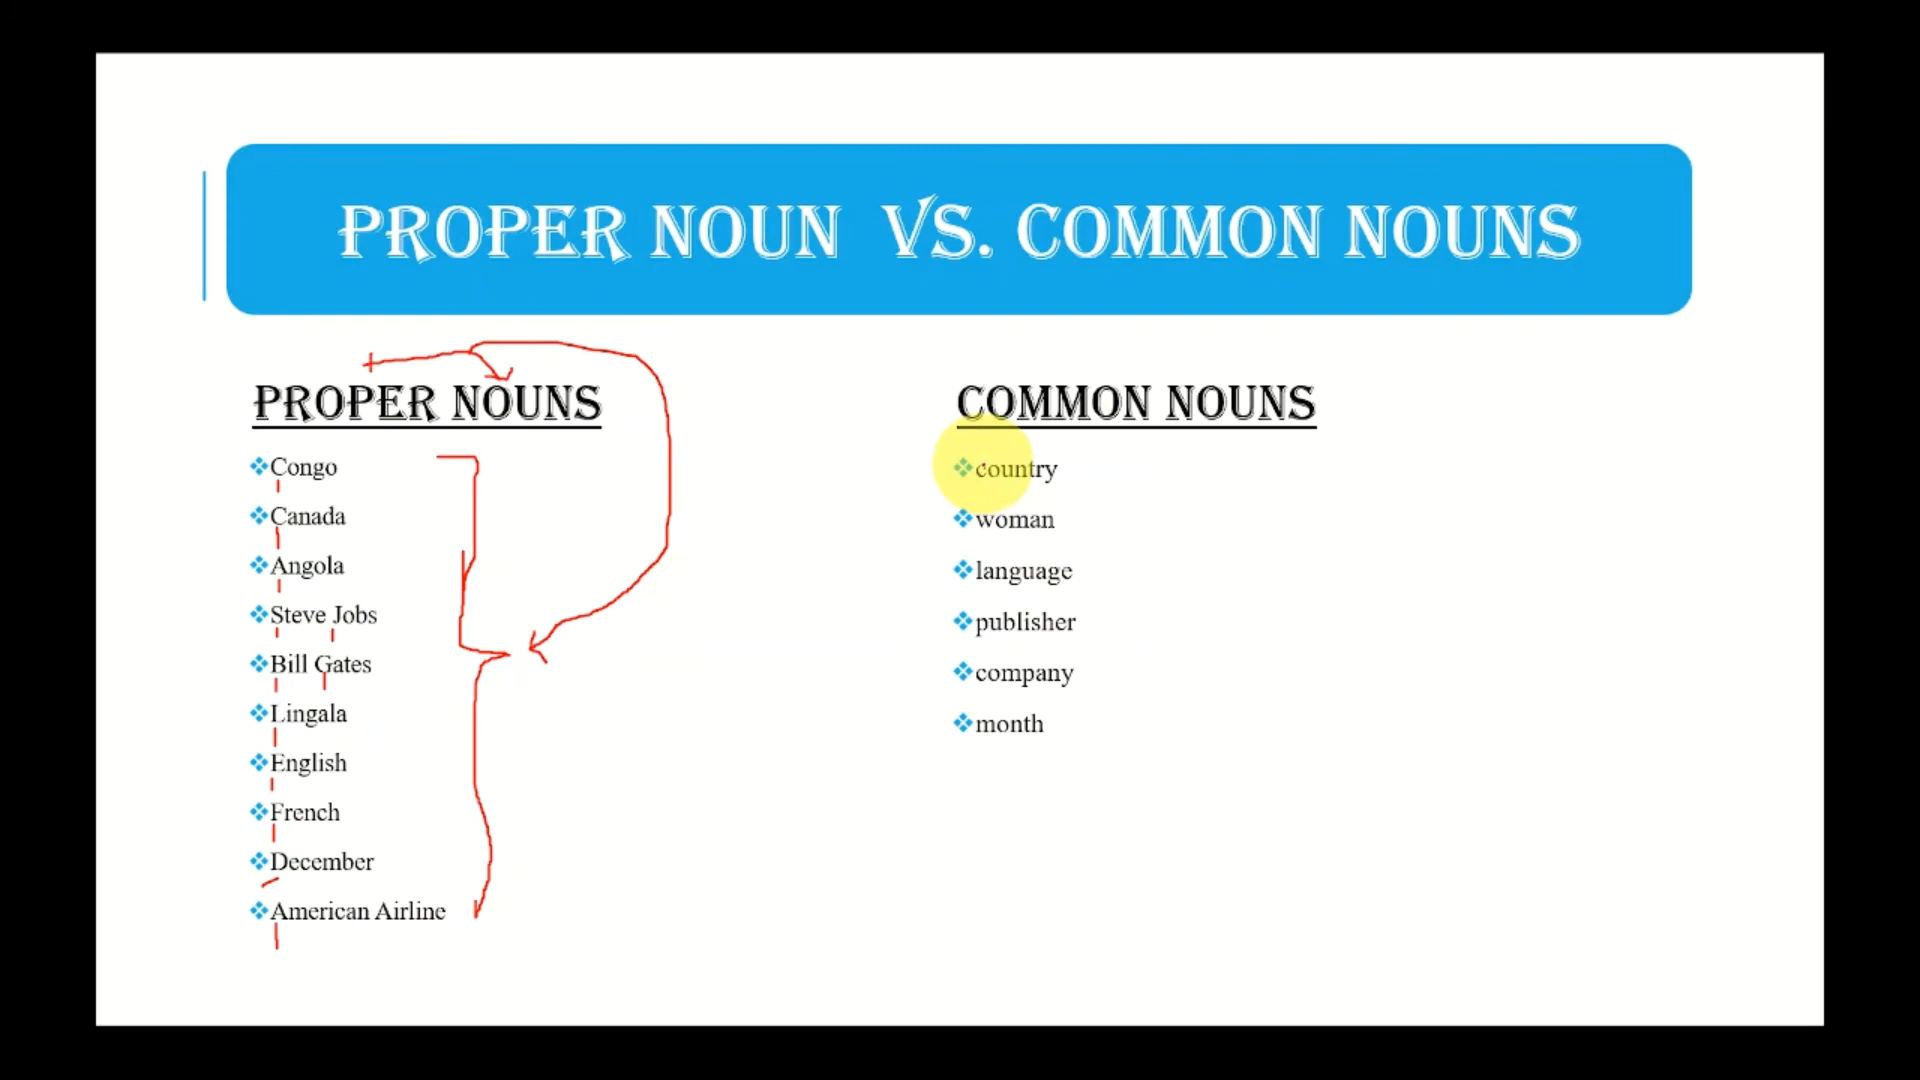 PROPER NOUN VS. COMMON NOUNS
PROPER NOUNS
Congo
Canada
Angola
Steve Jobs
Bill Gates
Lingala
English
French
December
American Airline
COMMON NOUNS
country
woman
language
publisher
company
month